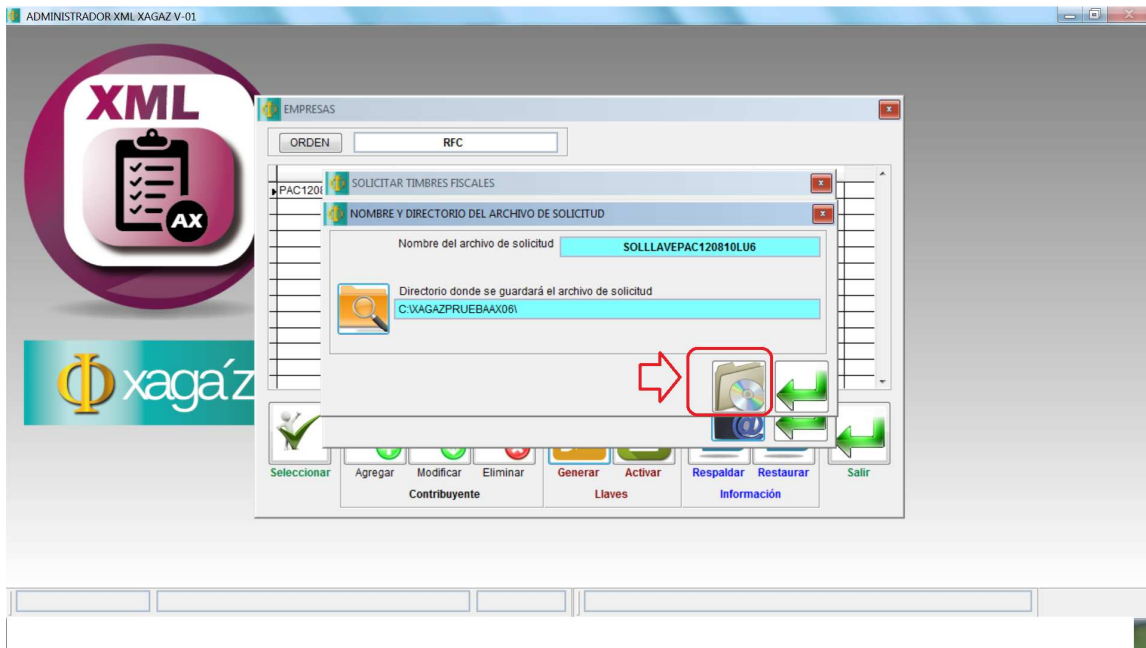 ADMINISTRADOR XML XAGAZ V-01
XML
AX
xagaź
EMPRESAS
ORDEN
RFC
SOLICITAR TIMBRES FISCALES
NOMBRE Y DIRECTORIO DEL ARCHIVO DE SOLICITUD
Nombre del archivo de solicitud
SOLLLAVEPAC120810LU6
Directorio donde se guardará el archivo de solicitud
C:\XAGAZPRUEBAAX06\
Seleccionar
Agregar
Modificar
Eliminar
Generar
Activar
Respaldar
Restaurar
Salir
Contribuyente
Llaves
Información